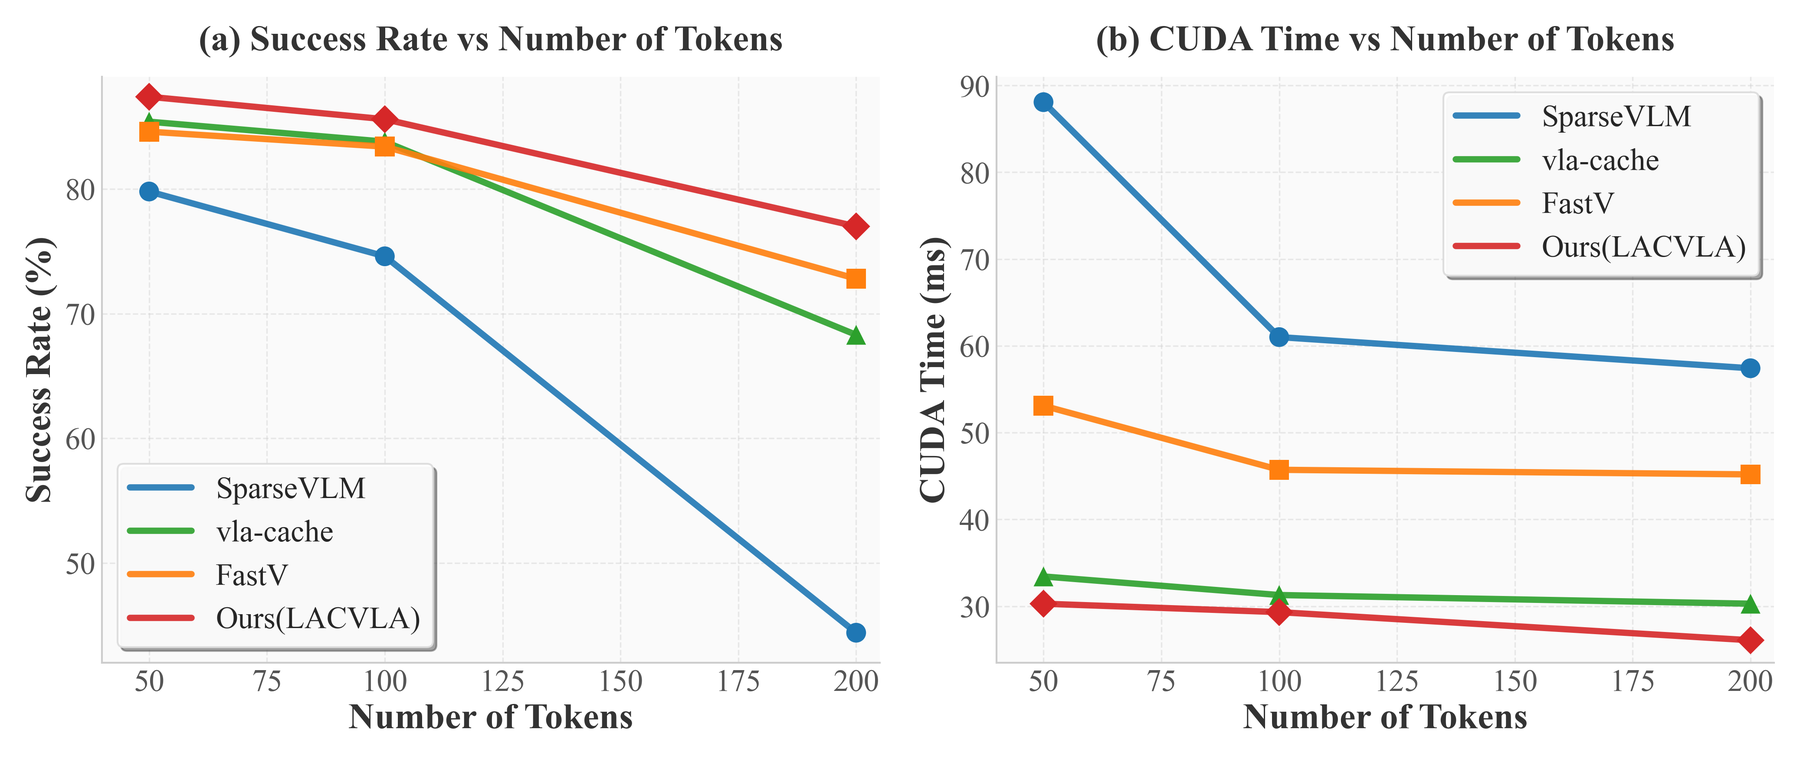 (a) Success Rate vs Number of Tokens
Success Rate (%)
80
70
60
50
SparseVLM
vla-cache
FastV
Ours(LACVLA)
50 75 100 125 150 175 200
Number of Tokens
(b) CUDA Time vs Number of Tokens
CUDA Time (ms)
90
80
70
60
50
40
30
SparseVLM
vla-cache
FastV
Ours(LACVLA)
50 75 100 125 150 175 200
Number of Tokens